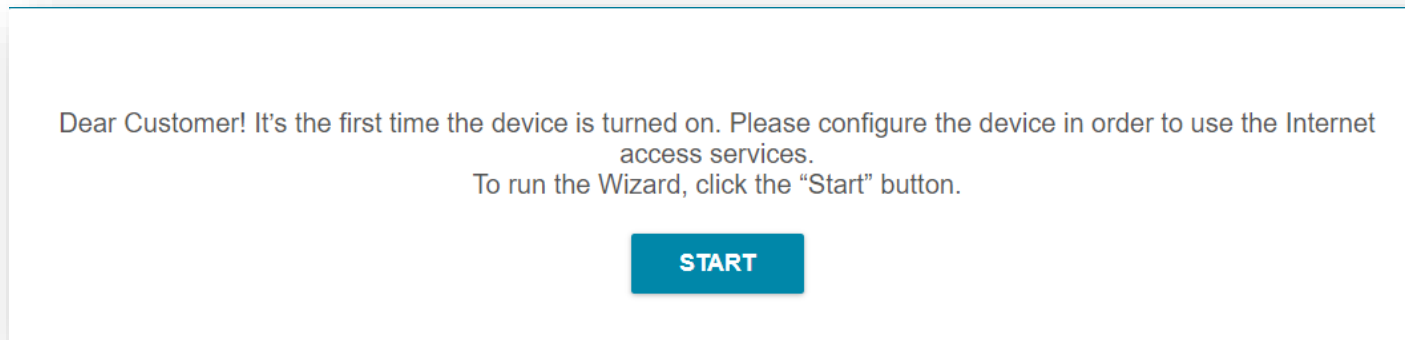 Dear Customer! It’s the first time the device is turned on. Please configure the device in order to use the Internet
access services.
To run the Wizard, click the “Start” button.
START